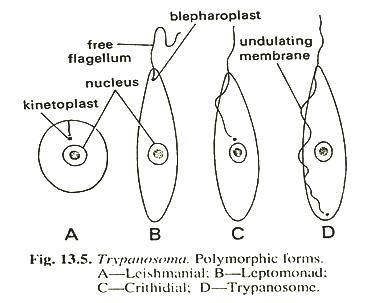 blepharoplast
free
flagellum
undulating
membrane
nucleus
kinetoplast
A B C D
Fig. 13.5. Trypanosoma. Polymorphic forms.
A—Leishmanial; B—Leptomonad;
C—Crithidial; D—Trypanosome.